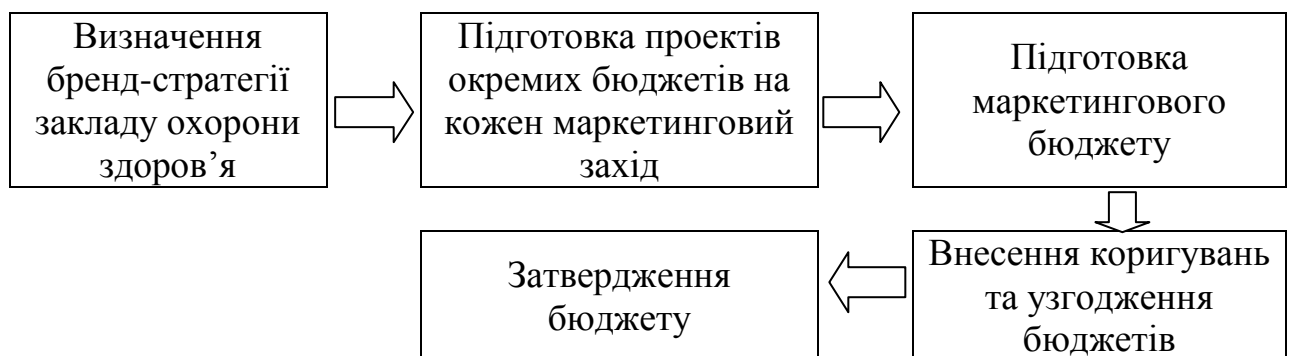 Визначення
бренд-стратегії
закладу охорони
здоров’я
Підготовка проектів
окремих бюджетів на
кожен маркетинговий
захід
Підготовка
маркетингового
бюджету
Внесення коригувань
та узгодження
бюджетів
Затвердження
бюджету